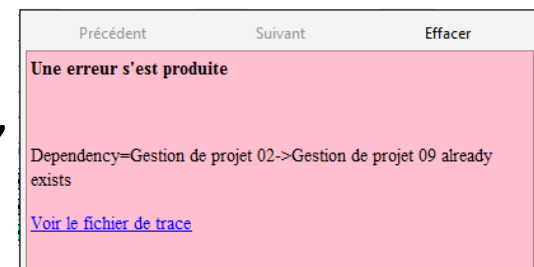 Précédent Suivant Effacer
Une erreur s'est produite
Dependency=Gestion de projet 02->Gestion de projet 09 already
exists
Voir le fichier de trace